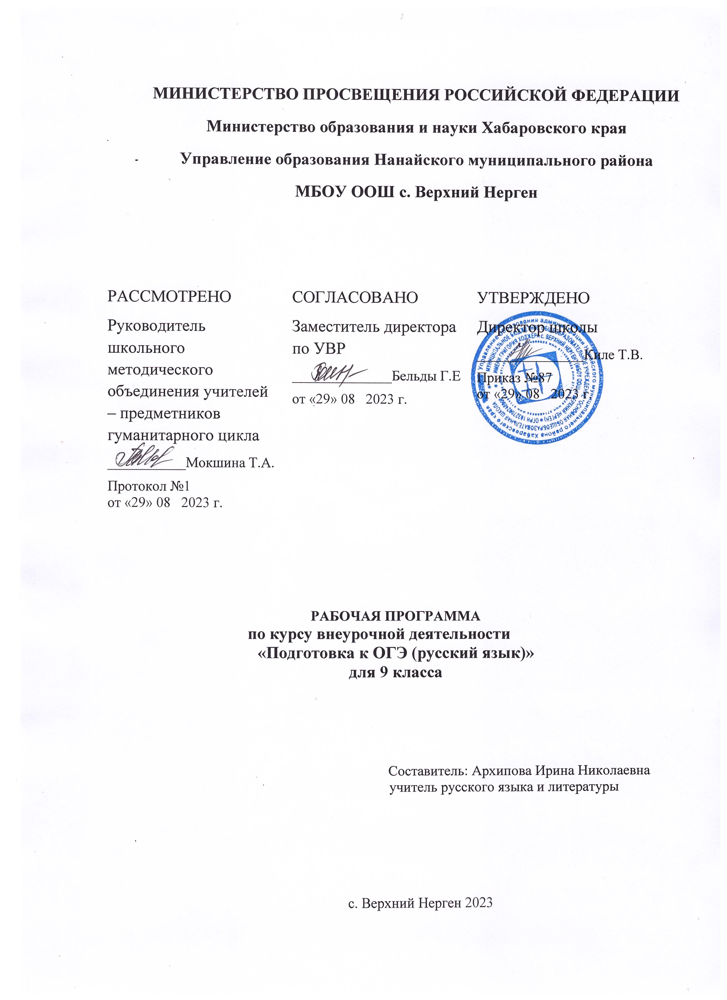 МИНИСТЕРСТВО ПРОСВЕЩЕНИЯ РОССИЙСКОЙ ФЕДЕРАЦИИ
Министерство образования и науки Хабаровского края
Управление образования Нанайского муниципального района
МБОУ ООШ с. Верхний Нерген
РАССМОТРЕНО
Руководитель
школьного
методического
объединения учителей
– предметников
гуманитарного цикла
Мокшина Т.А.
Протокол №1
от «29» 08 2023 г.
СОГЛАСОВАНО
Заместитель директора
по УВР
Бельды Г.Е
от «29» 08 2023 г.
УТВЕРЖДЕНО
Директор школы
Киле Т.В.
Приказ №87
от «29» 08 2023 г.
Управление образования администрации Нанайского муниципального района Хабаровского края
МУНИЦИПАЛЬНОЕ БЮДЖЕТНОЕ ОБЩЕОБРАЗОВАТЕЛЬНОЕ УЧРЕЖДЕНИЕ "ОСНОВНАЯ ОБЩЕОБРАЗОВАТЕЛЬНАЯ ШКОЛА
ИМЕНИ ГРИГОРИЯ ХОДЖЕРА с. ВЕРХНИЙ НЕРГЕН" (МБОУ ООШ с. ВЕРХНИЙ НЕРГЕН) * ОГРН
РАБОЧАЯ ПРОГРАММА
по курсу внеурочной деятельности
«Подготовка к ОГЭ (русский язык)»
для 9 класса
Составитель: Архипова Ирина Николаевна
учитель русского языка и литературы
с. Верхний Нерген 2023